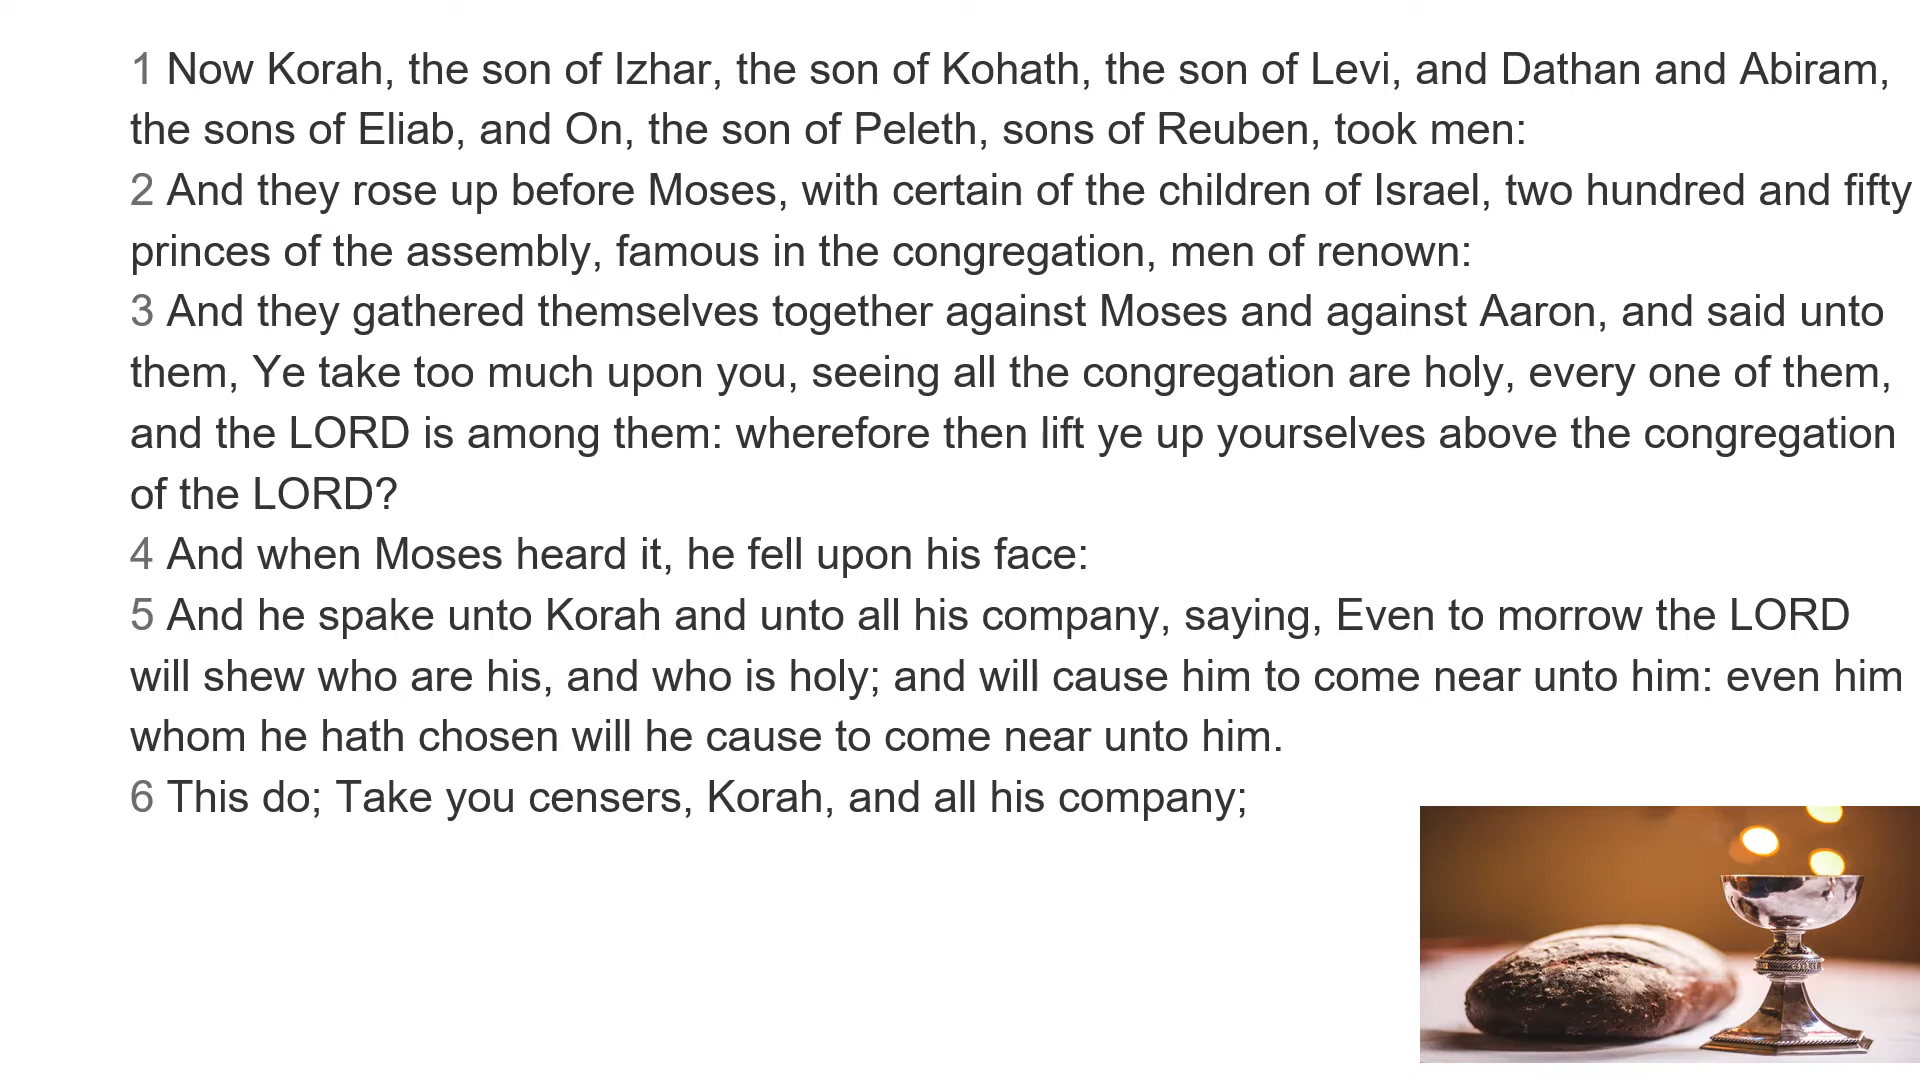 1 Now Korah, the son of Izhar, the son of Kohath, the son of Levi, and Dathan and Abiram,
the sons of Eliab, and On, the son of Peleth, sons of Reuben, took men:
2 And they rose up before Moses, with certain of the children of Israel, two hundred and fifty
princes of the assembly, famous in the congregation, men of renown:
3 And they gathered themselves together against Moses and against Aaron, and said unto
them, Ye take too much upon you, seeing all the congregation are holy, every one of them,
and the LORD is among them: wherefore then lift ye up yourselves above the congregation
of the LORD?
4 And when Moses heard it, he fell upon his face:
5 And he spake unto Korah and unto all his company, saying, Even to morrow the LORD
will shew who are his, and who is holy; and will cause him to come near unto him: even him
whom he hath chosen will he cause to come near unto him.
6 This do; Take you censers, Korah, and all his company;